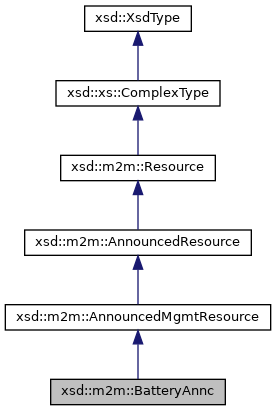 xsd::XsdType
xsd::xs::ComplexType
xsd::m2m::Resource
xsd::m2m::AnnouncedResource
xsd::m2m::AnnouncedMgmtResource
xsd::m2m::BatteryAnnc